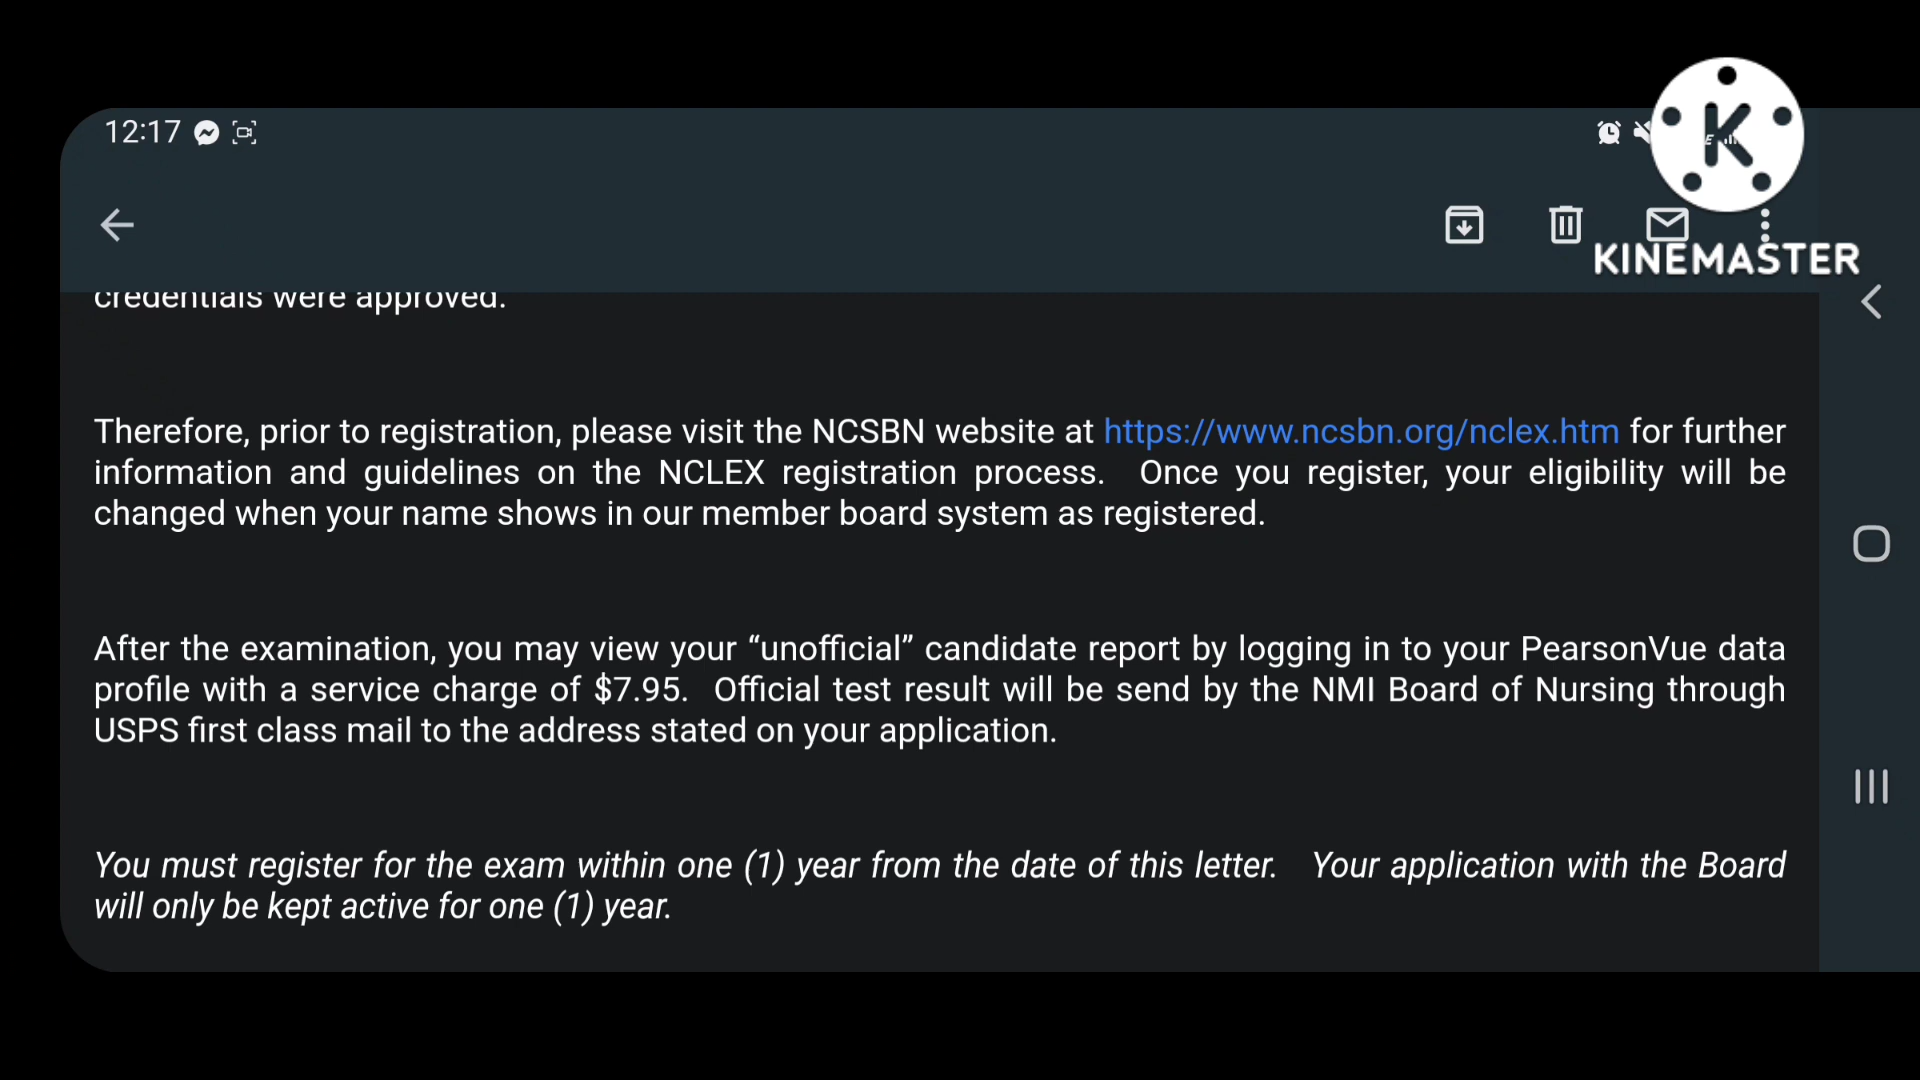 12:17
K
KINEMASTER
credentials were approved.
Therefore, prior to registration, please visit the NCSBN website at https://www.ncsbn.org/nclex.htm for further
information and guidelines on the NCLEX registration process. Once you register, your eligibility will be
changed when your name shows in our member board system as registered.
After the examination, you may view your “unofficial” candidate report by logging in to your PearsonVue data
profile with a service charge of $7.95. Official test result will be send by the NMI Board of Nursing through
USPS first class mail to the address stated on your application.
You must register for the exam within one (1) year from the date of this letter. Your application with the Board
will only be kept active for one (1) year.